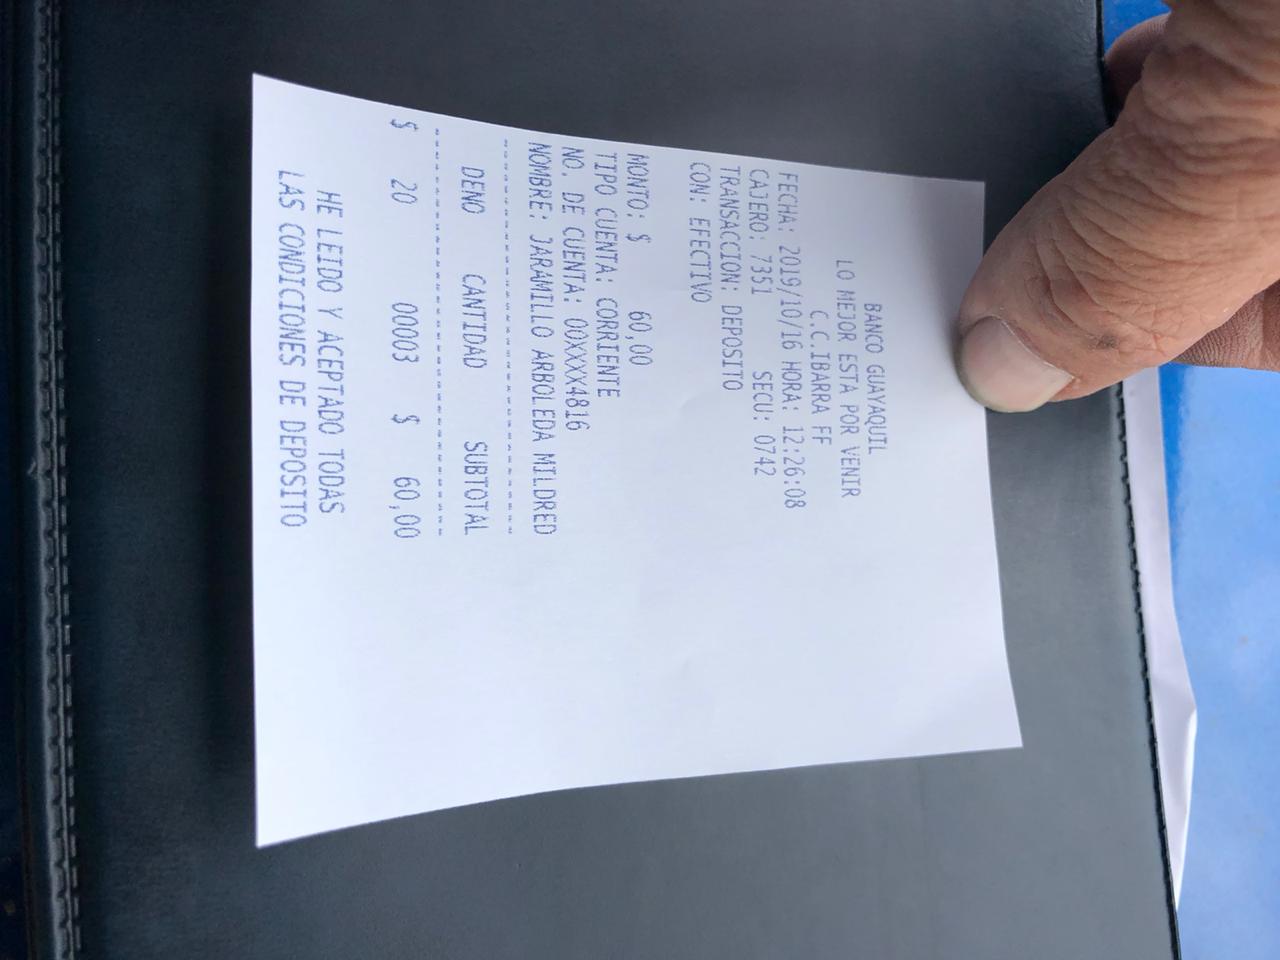 BANCO GUAYAQUIL
LO MEJOR ESTA POR VENIR
C.C.IBARRA FF
FECHA: 2019/10/16 HORA: 12:26:08
CAJERO: 7351 SECU: 0742
TRANSACCION: DEPOSITO
CON: EFECTIVO
MONTO: $ 60,00
TIPO CUENTA: CORRIENTE
NO. DE CUENTA: 00XXXX4816
NOMBRE: JARAMILLO ARBOLEDA MILDRED
--------------------------------
DENO CANTIDAD SUBTOTAL
--------------------------------
$ 20 00003 $ 60,00
HE LEIDO Y ACEPTADO TODAS
LAS CONDICIONES DE DEPOSITO